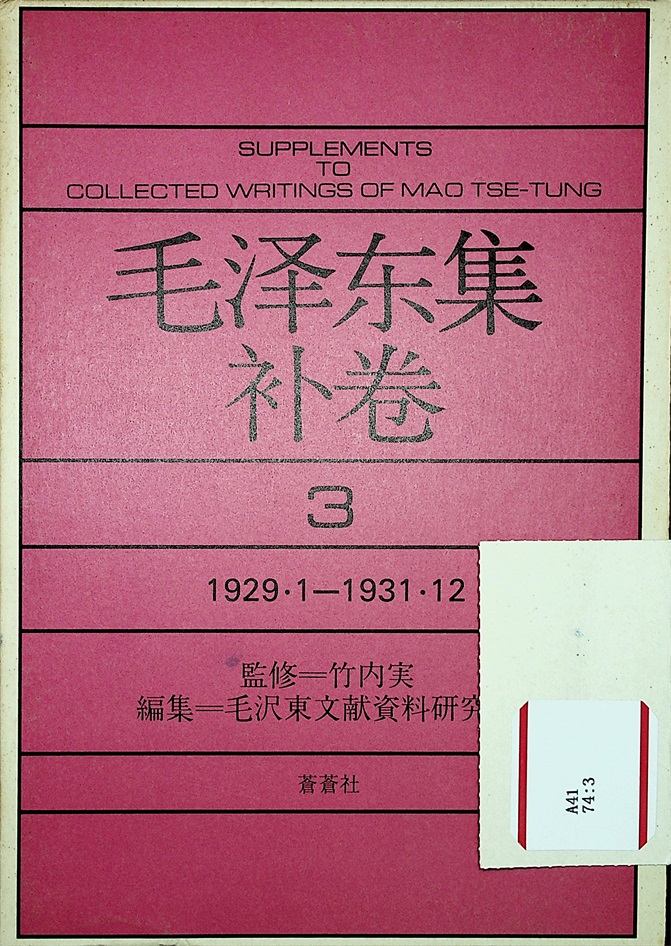 SUPPLEMENTS
TO
COLLECTED WRITINGS OF MAO TSE-TUNG
毛泽东集
补卷
3
1929·1—1931·12
監修＝竹内実
編集＝毛沢東文献資料研究
蒼蒼社
A41
74:3